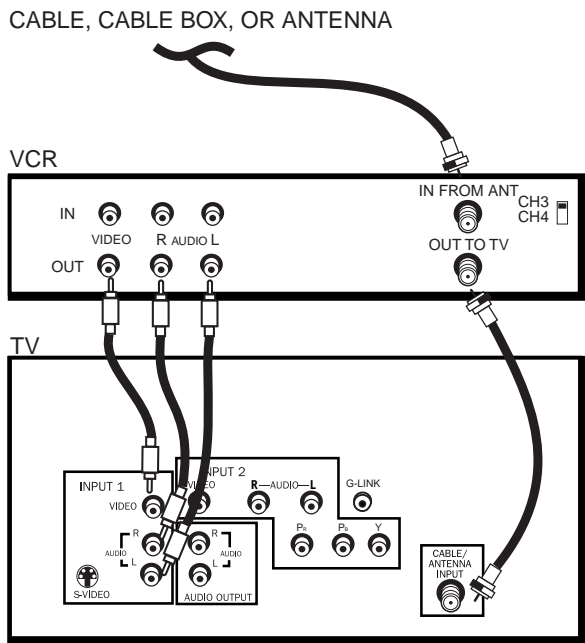 CABLE, CABLE BOX, OR ANTENNA
VCR
IN FROM ANT
CH3
CH4
IN
VIDEO R AUDIO L
OUT TO TV
OUT
TV
INPUT 2
INPUT 1
VIDEO
R—AUDIO—L
G-LINK
VIDEO
PR PB Y
R
AUDIO
L
R
AUDIO
L
S-VIDEO
AUDIO OUTPUT
CABLE/
ANTENNA
INPUT